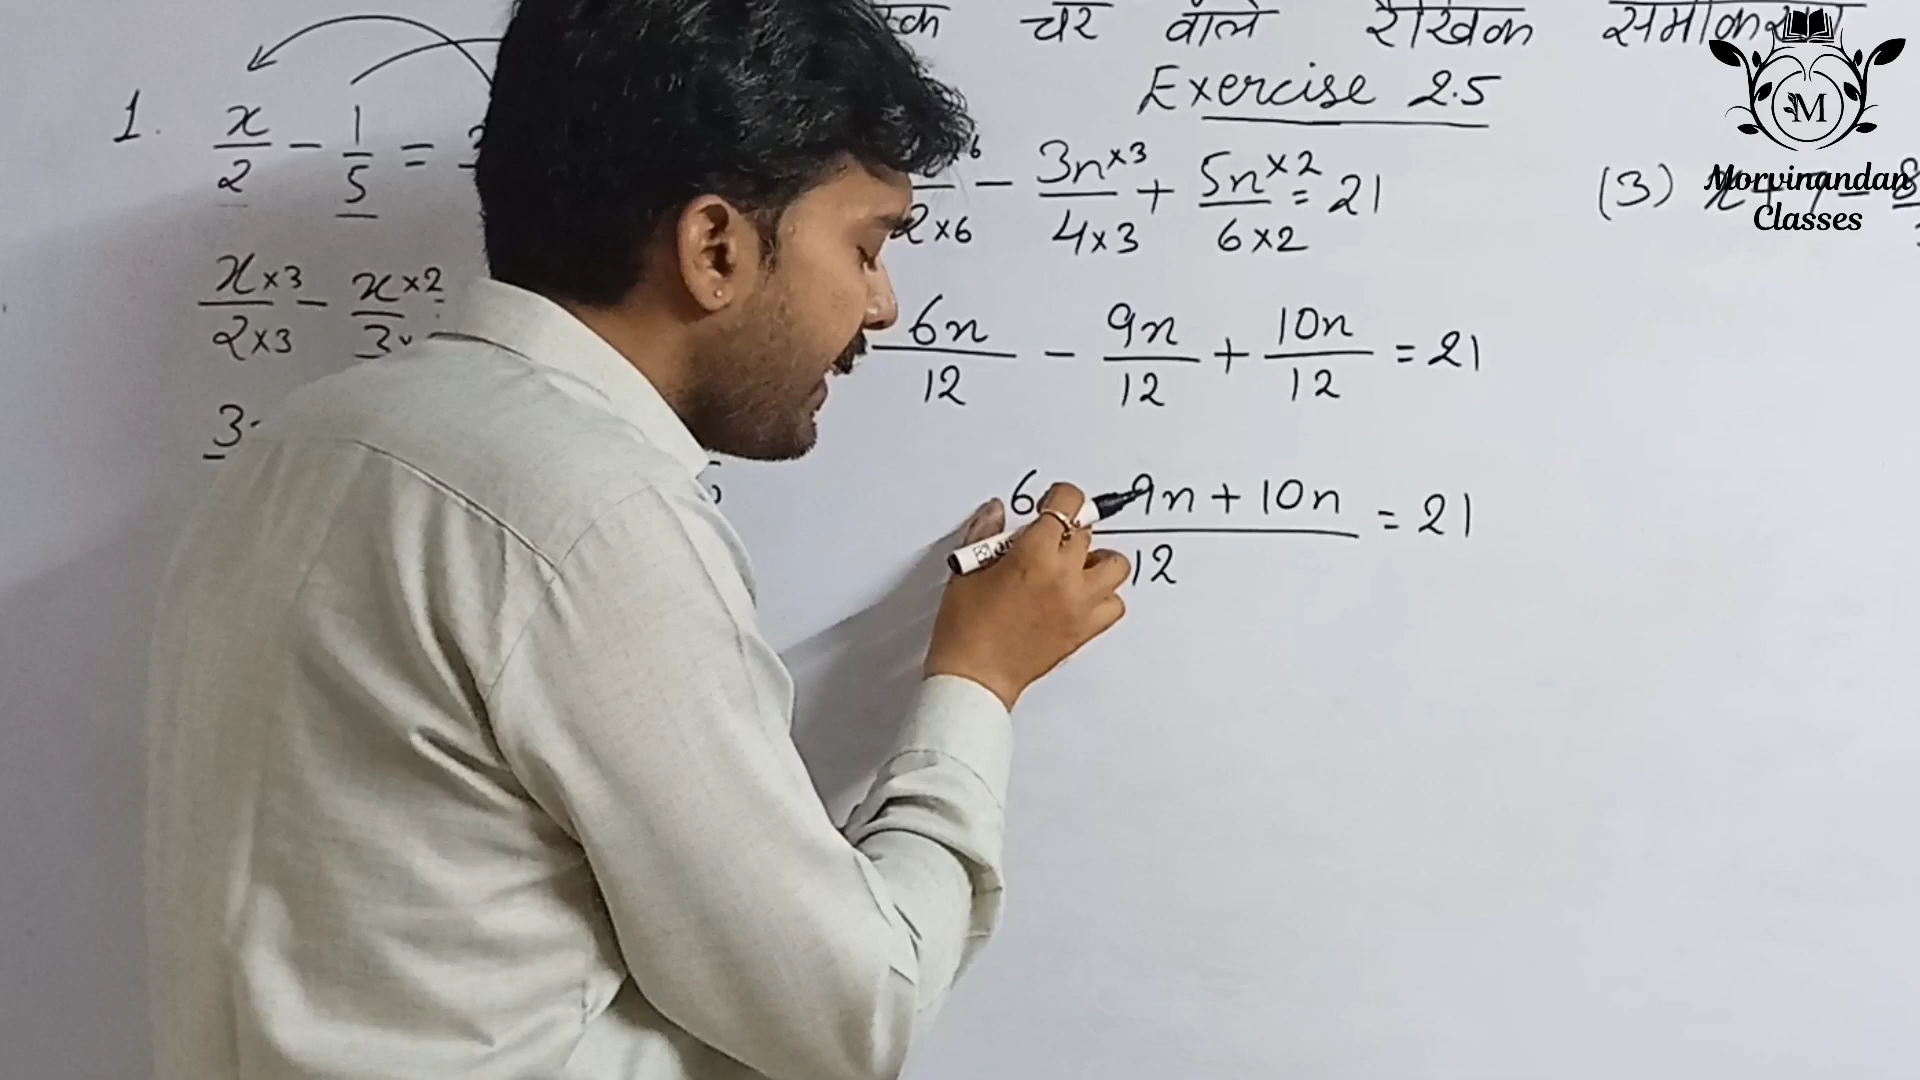 चर वाले रैखिक समीकरण
Exercise 2.5
1. x/2 - 1/5 =
x×3/2×3 - x×2/3
3
2×6 - 3n×3/4×3 + 5n×2/6×2 = 21
6n/12 - 9n/12 + 10n/12 = 21
6 9n + 10n/12 = 21
(3) x + 7 = 8
M
Morvinandan
Classes